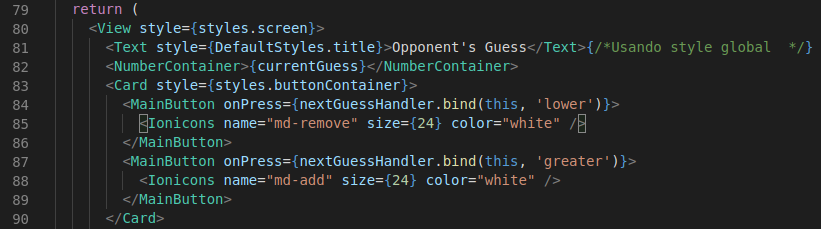 79 return (
80 <View style={styles.screen}>
81 <Text style={DefaultStyles.title}>Opponent's Guess</Text>{/*Usando style global  */}
82 <NumberContainer>{currentGuess}</NumberContainer>
83 <Card style={styles.buttonContainer}>
84 <MainButton onPress={nextGuessHandler.bind(this, 'lower')}>
85 <Ionicons name="md-remove" size={24} color="white" />
86 </MainButton>
87 <MainButton onPress={nextGuessHandler.bind(this, 'greater')}>
88 <Ionicons name="md-add" size={24} color="white" />
89 </MainButton>
90 </Card>